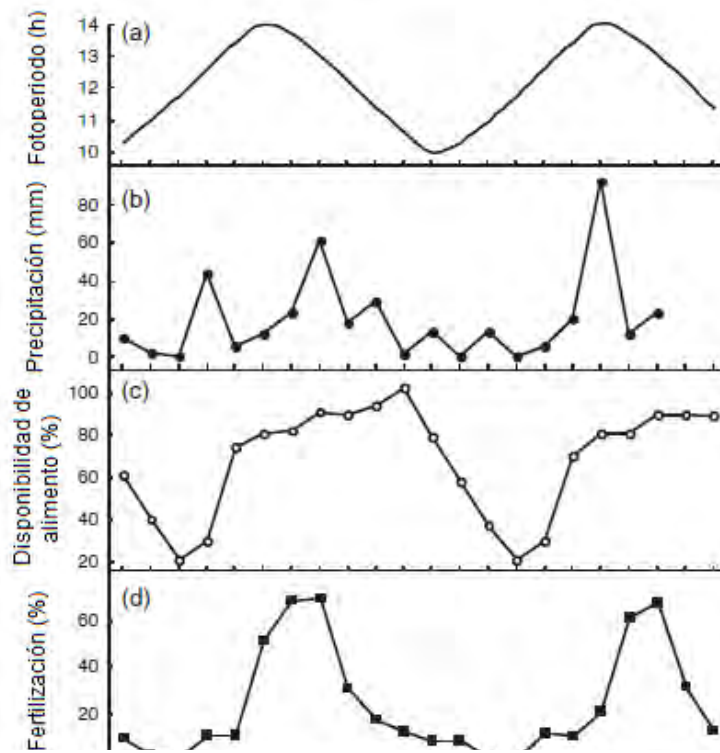 Fotoperiodo (h)
(a)
14
13
12
11
10
Precipitación (mm)
(b)
80
60
40
20
0
Disponibilidad de
alimento (%)
(c)
100
80
60
40
20
Fertilización (%)
(d)
60
40
20